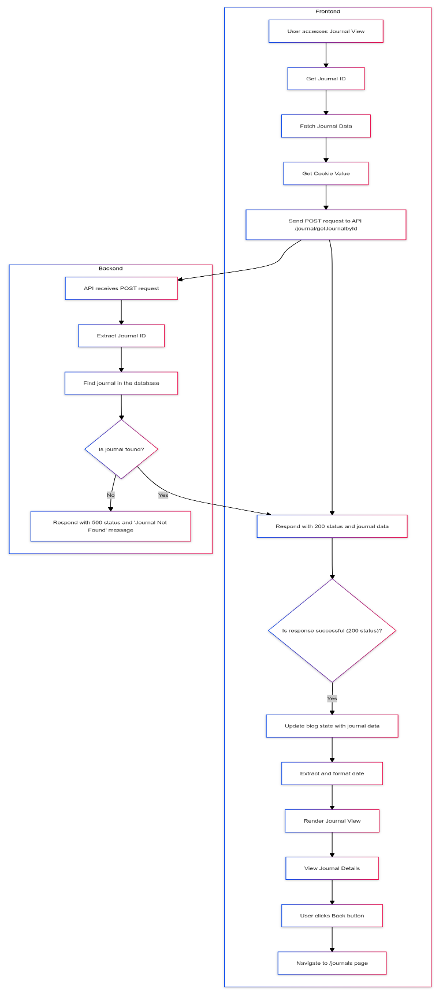 Frontend
User accesses Journal View
Get Journal ID
Fetch Journal Data
Get Cookie Value
Send POST request to API
/journal/getJournalbyId
Backend
API receives POST request
Extract Journal ID
Find journal in the database
Is journal found?
No
Yes
Respond with 500 status and 'Journal Not
Found' message
Respond with 200 status and journal data
Is response successful (200 status)?
Yes
Update blog state with journal data
Extract and format date
Render Journal View
View Journal Details
User clicks Back button
Navigate to /journals page